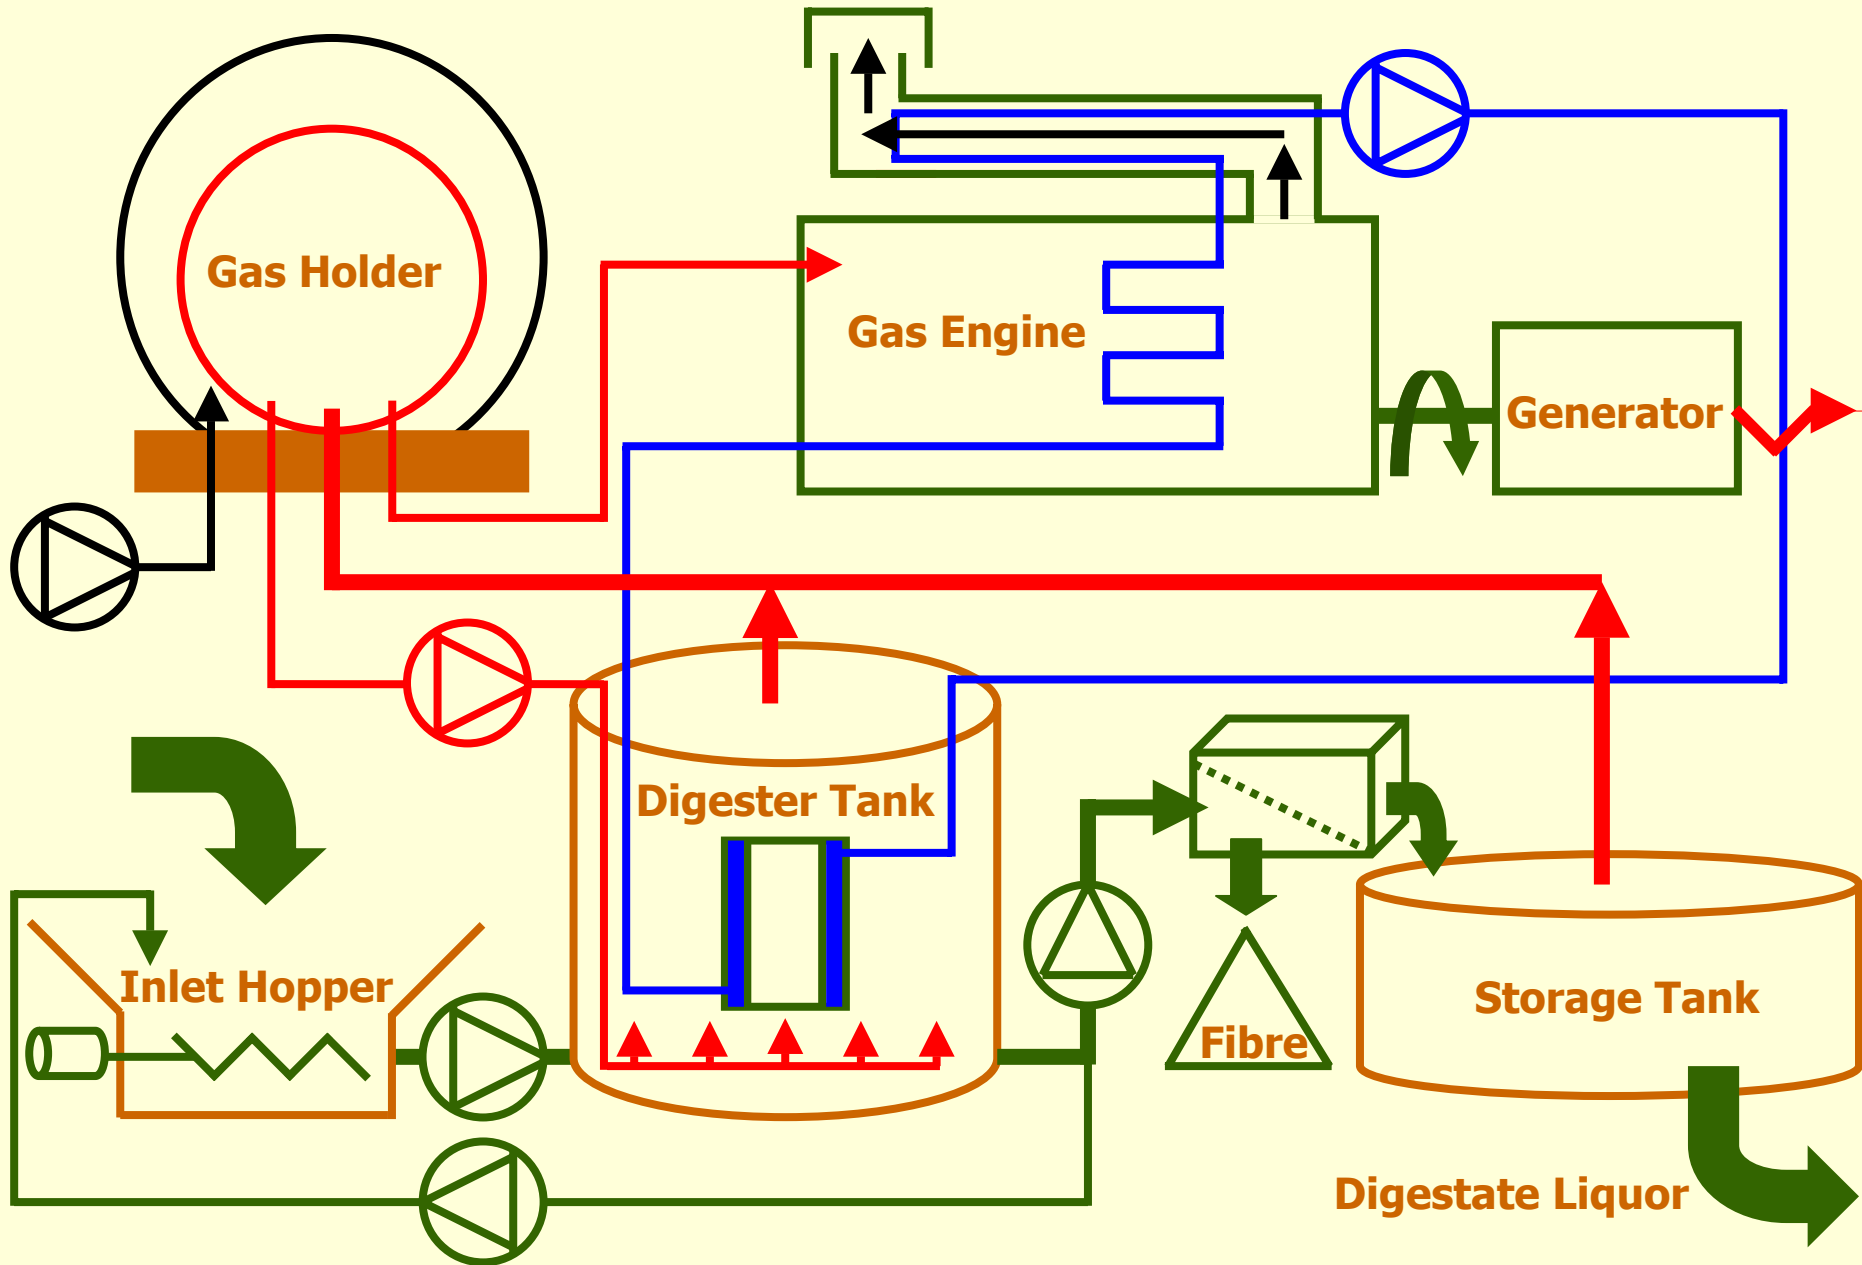 Gas Holder
Gas Engine
Generator
Digester Tank
Inlet Hopper
Fibre
Storage Tank
Digestate Liquor